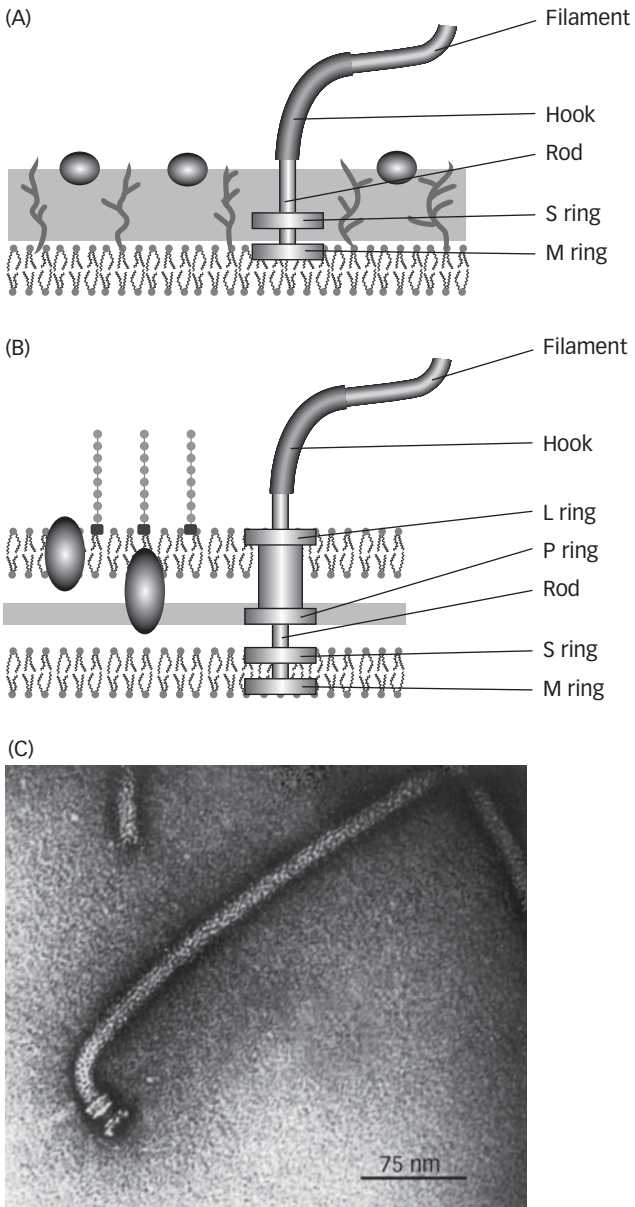 (A)
Filament
Hook
Rod
S ring
M ring
(B)
Filament
Hook
L ring
P ring
Rod
S ring
M ring
(C)
75 nm